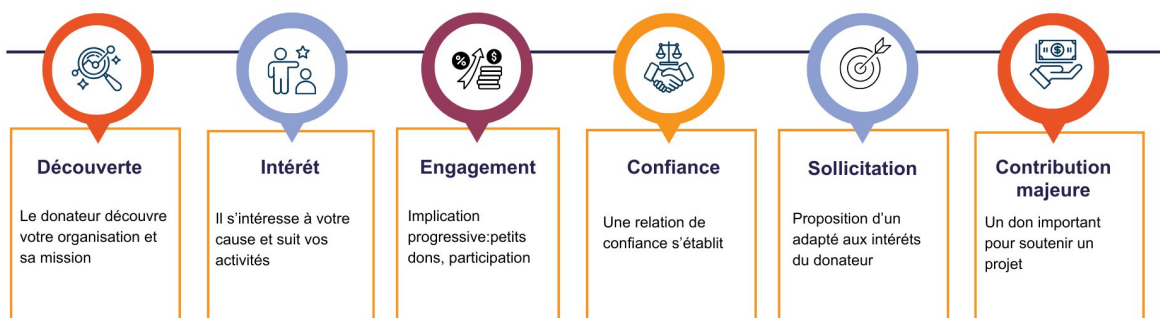 Découverte
Le donateur découvre
votre organisation et
sa mission
Intérét
Il s'intéresse à votre
cause et suit vos
activités
Engagement
Implication
progressive:petits
dons, participation
Confiance
Une relation de
confiance s'établit
Sollicitation
Proposition d'un
adapté aux intéréts
du donateur
Contribution
majeure
Un don important
pour soutenir un
projet